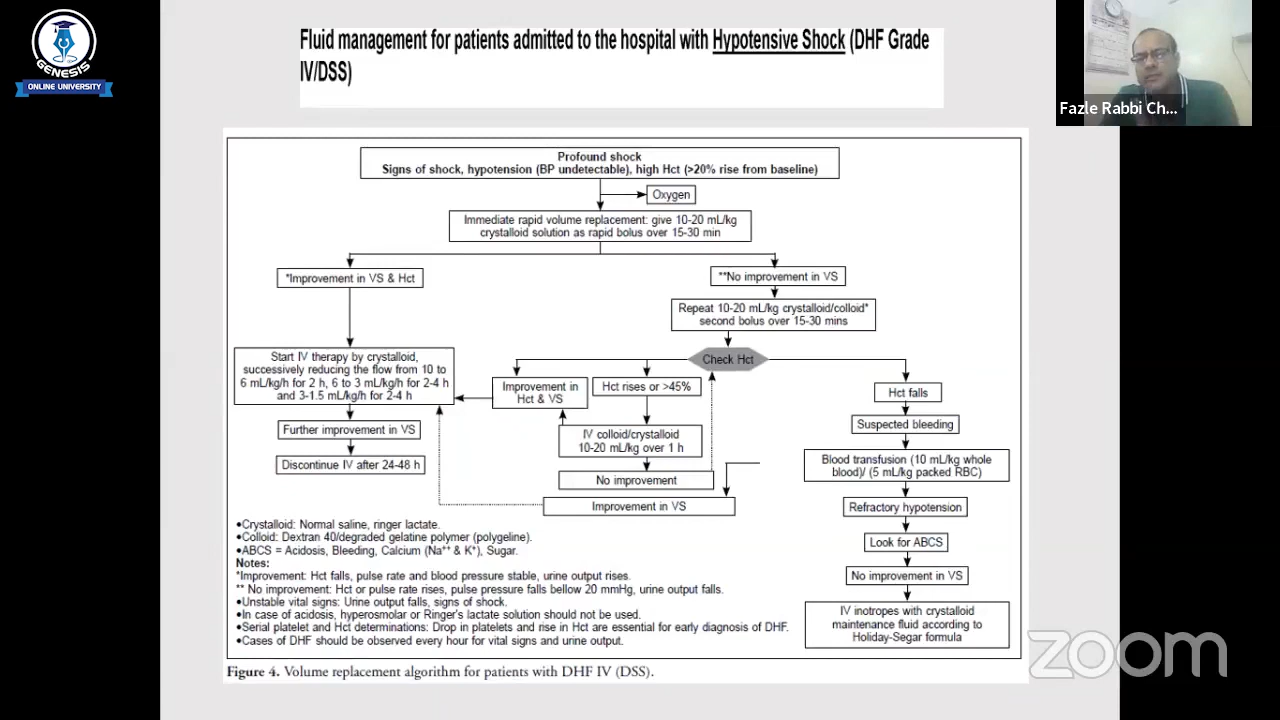 GENESIS
ONLINE UNIVERSITY
Fluid management for patients admitted to the hospital with Hypotensive Shock (DHF Grade
IV/DSS)
Fazle Rabbi Ch...
Profound shock
Signs of shock, hypotension (BP undetectable), high Hct (>20% rise from baseline)
Oxygen
Immediate rapid volume replacement: give 10-20 mL/kg
crystalloid solution as rapid bolus over 15-30 min
*Improvement in VS & Hct
**No improvement in VS
Repeat 10-20 mL/kg crystalloid/colloid*
second bolus over 15-30 mins
Check Hct
Start IV therapy by crystalloid,
successively reducing the flow from 10 to
6 mL/kg/h for 2 h, 6 to 3 mL/kg/h for 2-4 h
and 3-1.5 mL/kg/h for 2-4 h
Improvement in
Hct & VS
Hct rises or >45%
Hct falls
Further improvement in VS
IV colloid/crystalloid
10-20 mL/kg over 1 h
Suspected bleeding
Discontinue IV after 24-48 h
No improvement
Blood transfusion (10 mL/kg whole
blood)/ (5 mL/kg packed RBC)
Improvement in VS
Refractory hypotension
Look for ABCS
No improvement in VS
IV inotropes with crystalloid
maintenance fluid according to
Holiday-Segar formula
•Crystalloid: Normal saline, ringer lactate.
•Colloid: Dextran 40/degraded gelatine polymer (polygeline).
•ABCS = Acidosis, Bleeding, Calcium (Na⁺⁺ & K⁺), Sugar.
Notes:
*Improvement: Hct falls, pulse rate and blood pressure stable, urine output rises.
** No improvement: Hct or pulse rate rises, pulse pressure falls bellow 20 mmHg, urine output falls.
•Unstable vital signs: Urine output falls, signs of shock.
•In case of acidosis, hyperosmolar or Ringer's lactate solution should not be used.
•Serial platelet and Hct determinations: Drop in platelets and rise in Hct are essential for early diagnosis of DHF.
•Cases of DHF should be observed every hour for vital signs and urine output.
Figure 4. Volume replacement algorithm for patients with DHF IV (DSS).
zoom